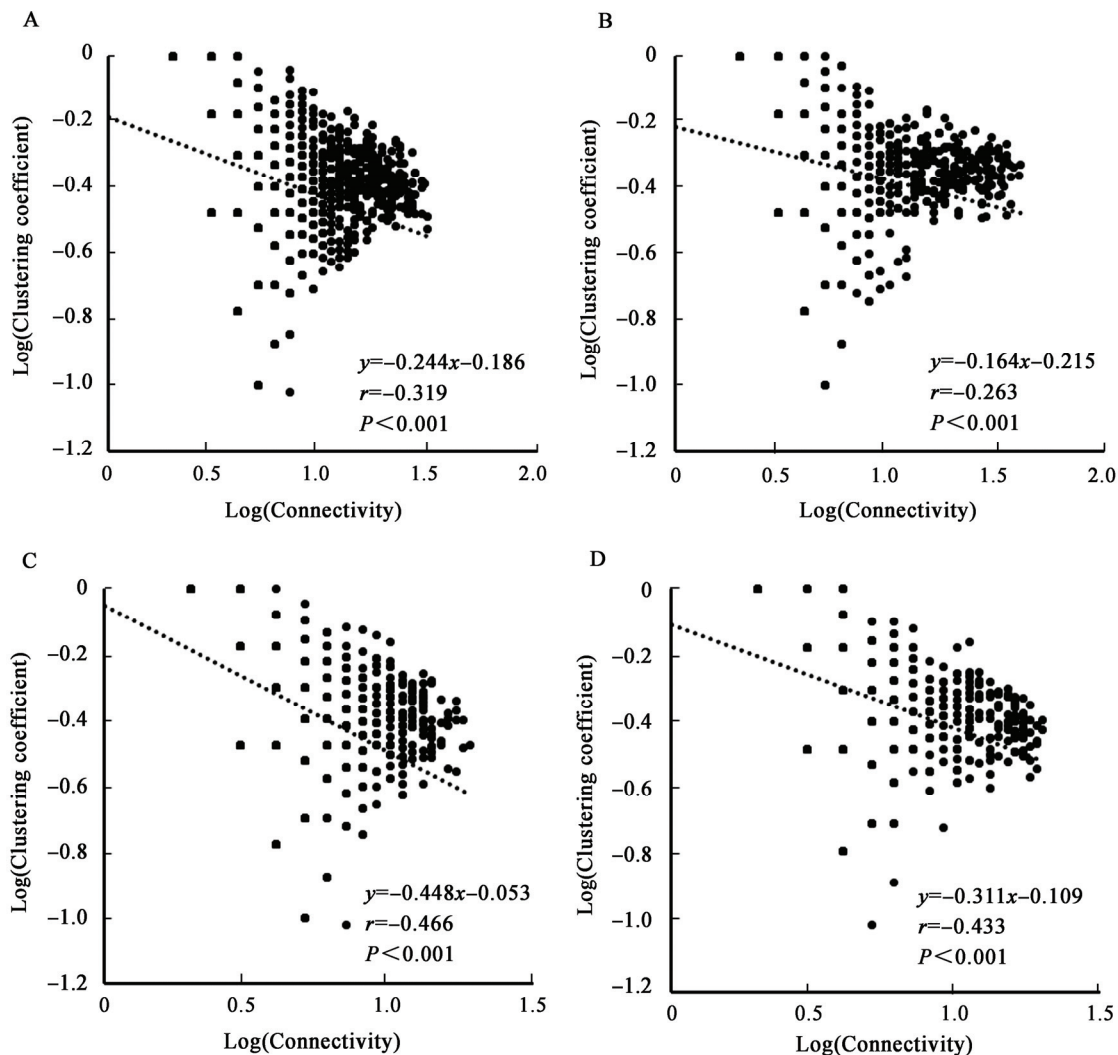 A
0
−0.2
−0.4
−0.6
−0.8
−1.0
−1.2
Log(Clustering coefficient)
y=−0.244x−0.186
r=−0.319
P<0.001
0 0.5 1.0 1.5 2.0
Log(Connectivity)
B
0
−0.2
−0.4
−0.6
−0.8
−1.0
−1.2
Log(Clustering coefficient)
y=−0.164x−0.215
r=−0.263
P<0.001
0 0.5 1.0 1.5 2.0
Log(Connectivity)
C
0
−0.2
−0.4
−0.6
−0.8
−1.0
−1.2
Log(Clustering coefficient)
y=−0.448x−0.053
r=−0.466
P<0.001
0 0.5 1.0 1.5
Log(Connectivity)
D
0
−0.2
−0.4
−0.6
−0.8
−1.0
−1.2
Log(Clustering coefficient)
y=−0.311x−0.109
r=−0.433
P<0.001
0 0.5 1.0 1.5
Log(Connectivity)